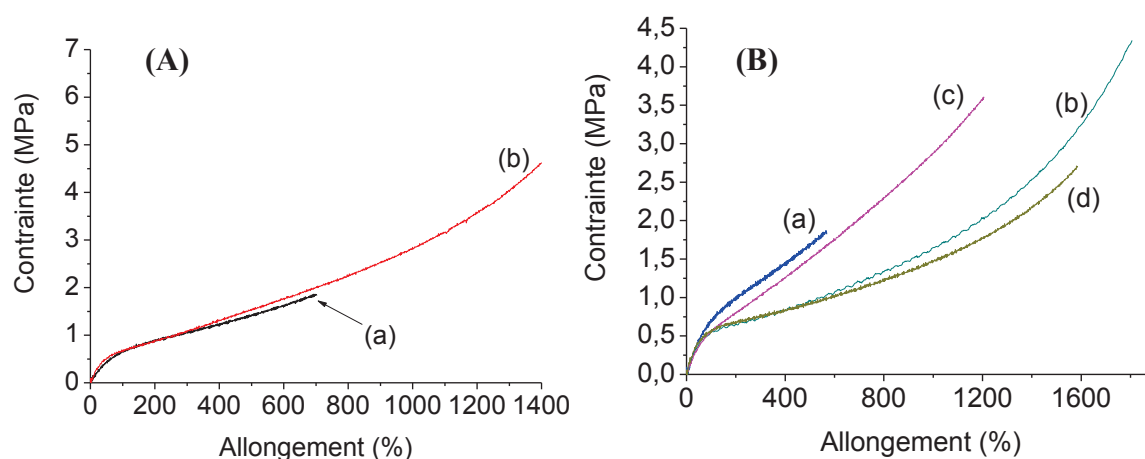 (A)
Contrainte (MPa)
7
6
5
4
3
2
1
0
(b)
(a)
0 200 400 600 800 1000 1200 1400
Allongement (%)
(B)
Contrainte (MPa)
4,5
4,0
3,5
3,0
2,5
2,0
1,5
1,0
0,5
0,0
(c)
(b)
(a)
(d)
0 400 800 1200 1600
Allongement (%)